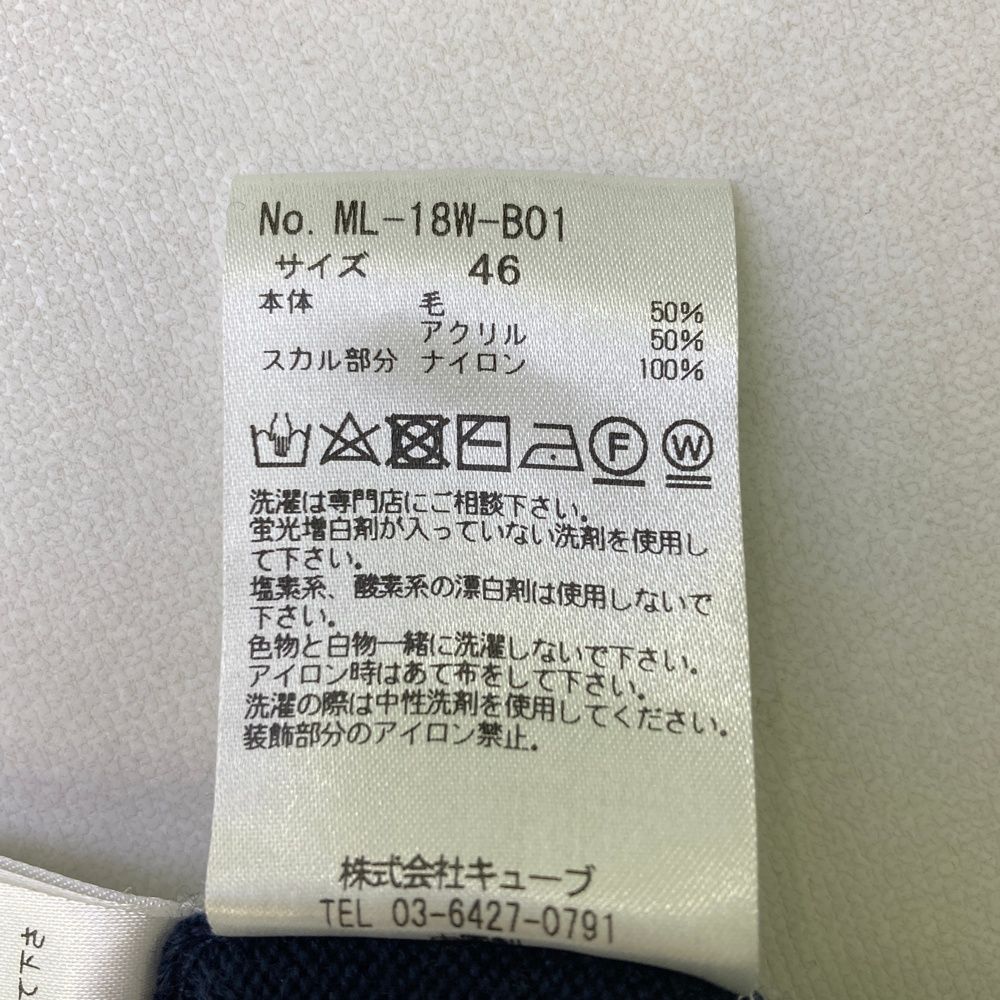 No. ML-18W-B01
サイズ 46
本体 毛 50%
アクリル 50%
スカル部分 ナイロン 100%
F W
洗濯は専門店にご相談下さい。
蛍光増白剤が入っていない洗剤を使用し
て下さい。
塩素系、酸素系の漂白剤は使用しないで
下さい。
色物と白物一緒に洗濯しないで下さい。
アイロン時はあて布をして下さい。
洗濯の際は中性洗剤を使用してください。
装飾部分のアイロン禁止。
株式会社キューブ
TEL 03-6427-0791
て下さ